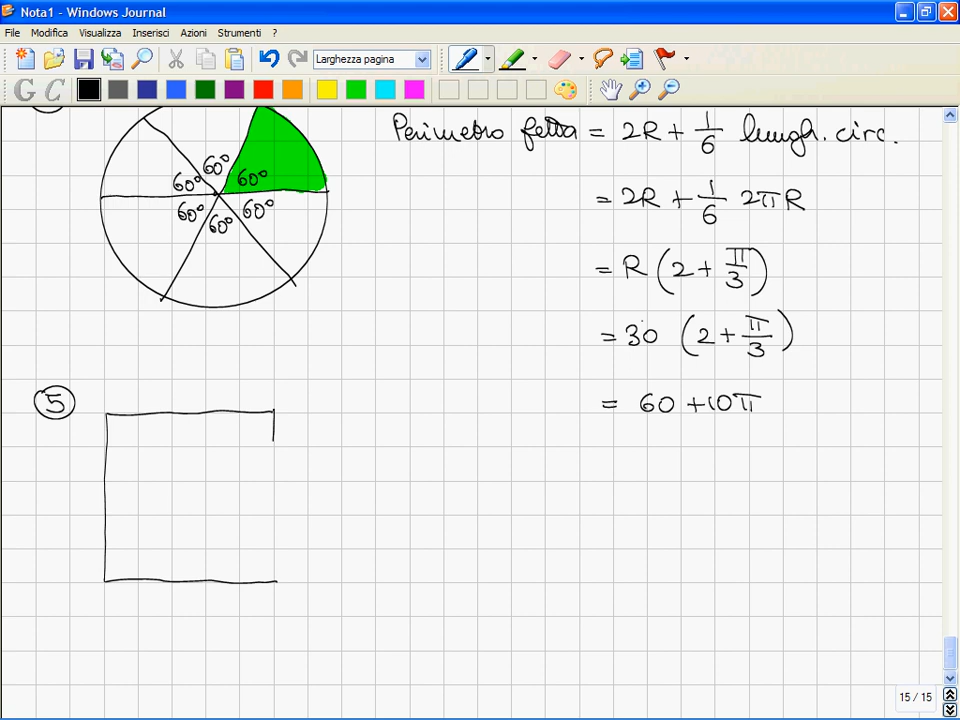 Nota1 - Windows Journal
File Modifica Visualizza Inserisci Azioni Strumenti ?
Larghezza pagina
G C
Perimetro fetta = 2R + 1/6 lungh. circ.
= 2R + 1/6 2πR
= R (2 + π/3)
= 30 (2 + π/3)
= 60 + 10π
60° 60° 60°
60° 60° 60°
5
15 / 15